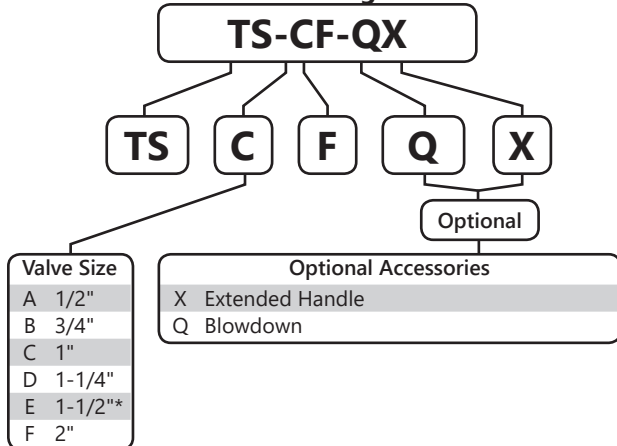 TS-CF-QX
TS C F Q X
Optional
Valve Size
A 1/2"
B 3/4"
C 1"
D 1-1/4"
E 1-1/2"*
F 2"
Optional Accessories
X Extended Handle
Q Blowdown